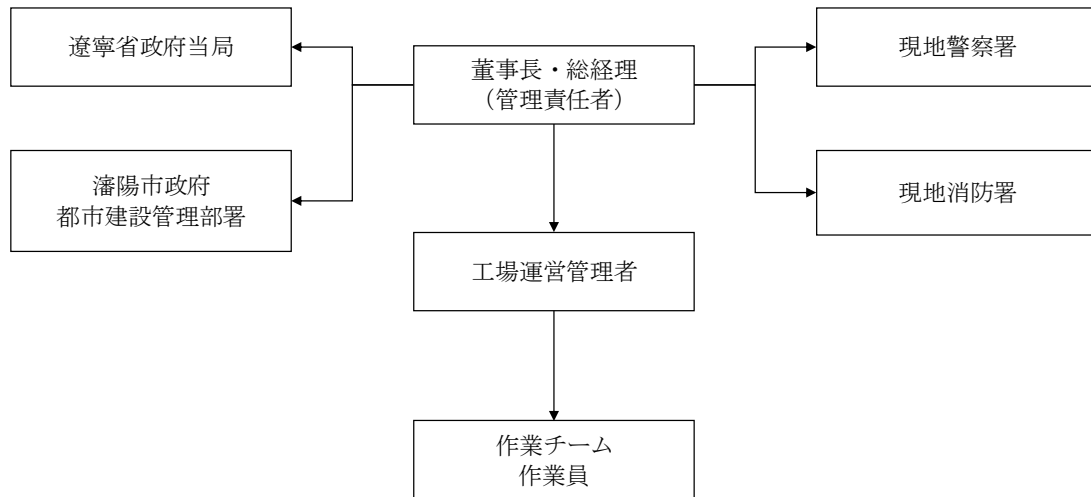 遼寧省政府当局
董事長・総経理
（管理責任者）
現地警察署
瀋陽市政府
都市建設管理部署
現地消防署
工場運営管理者
作業チーム
作業員